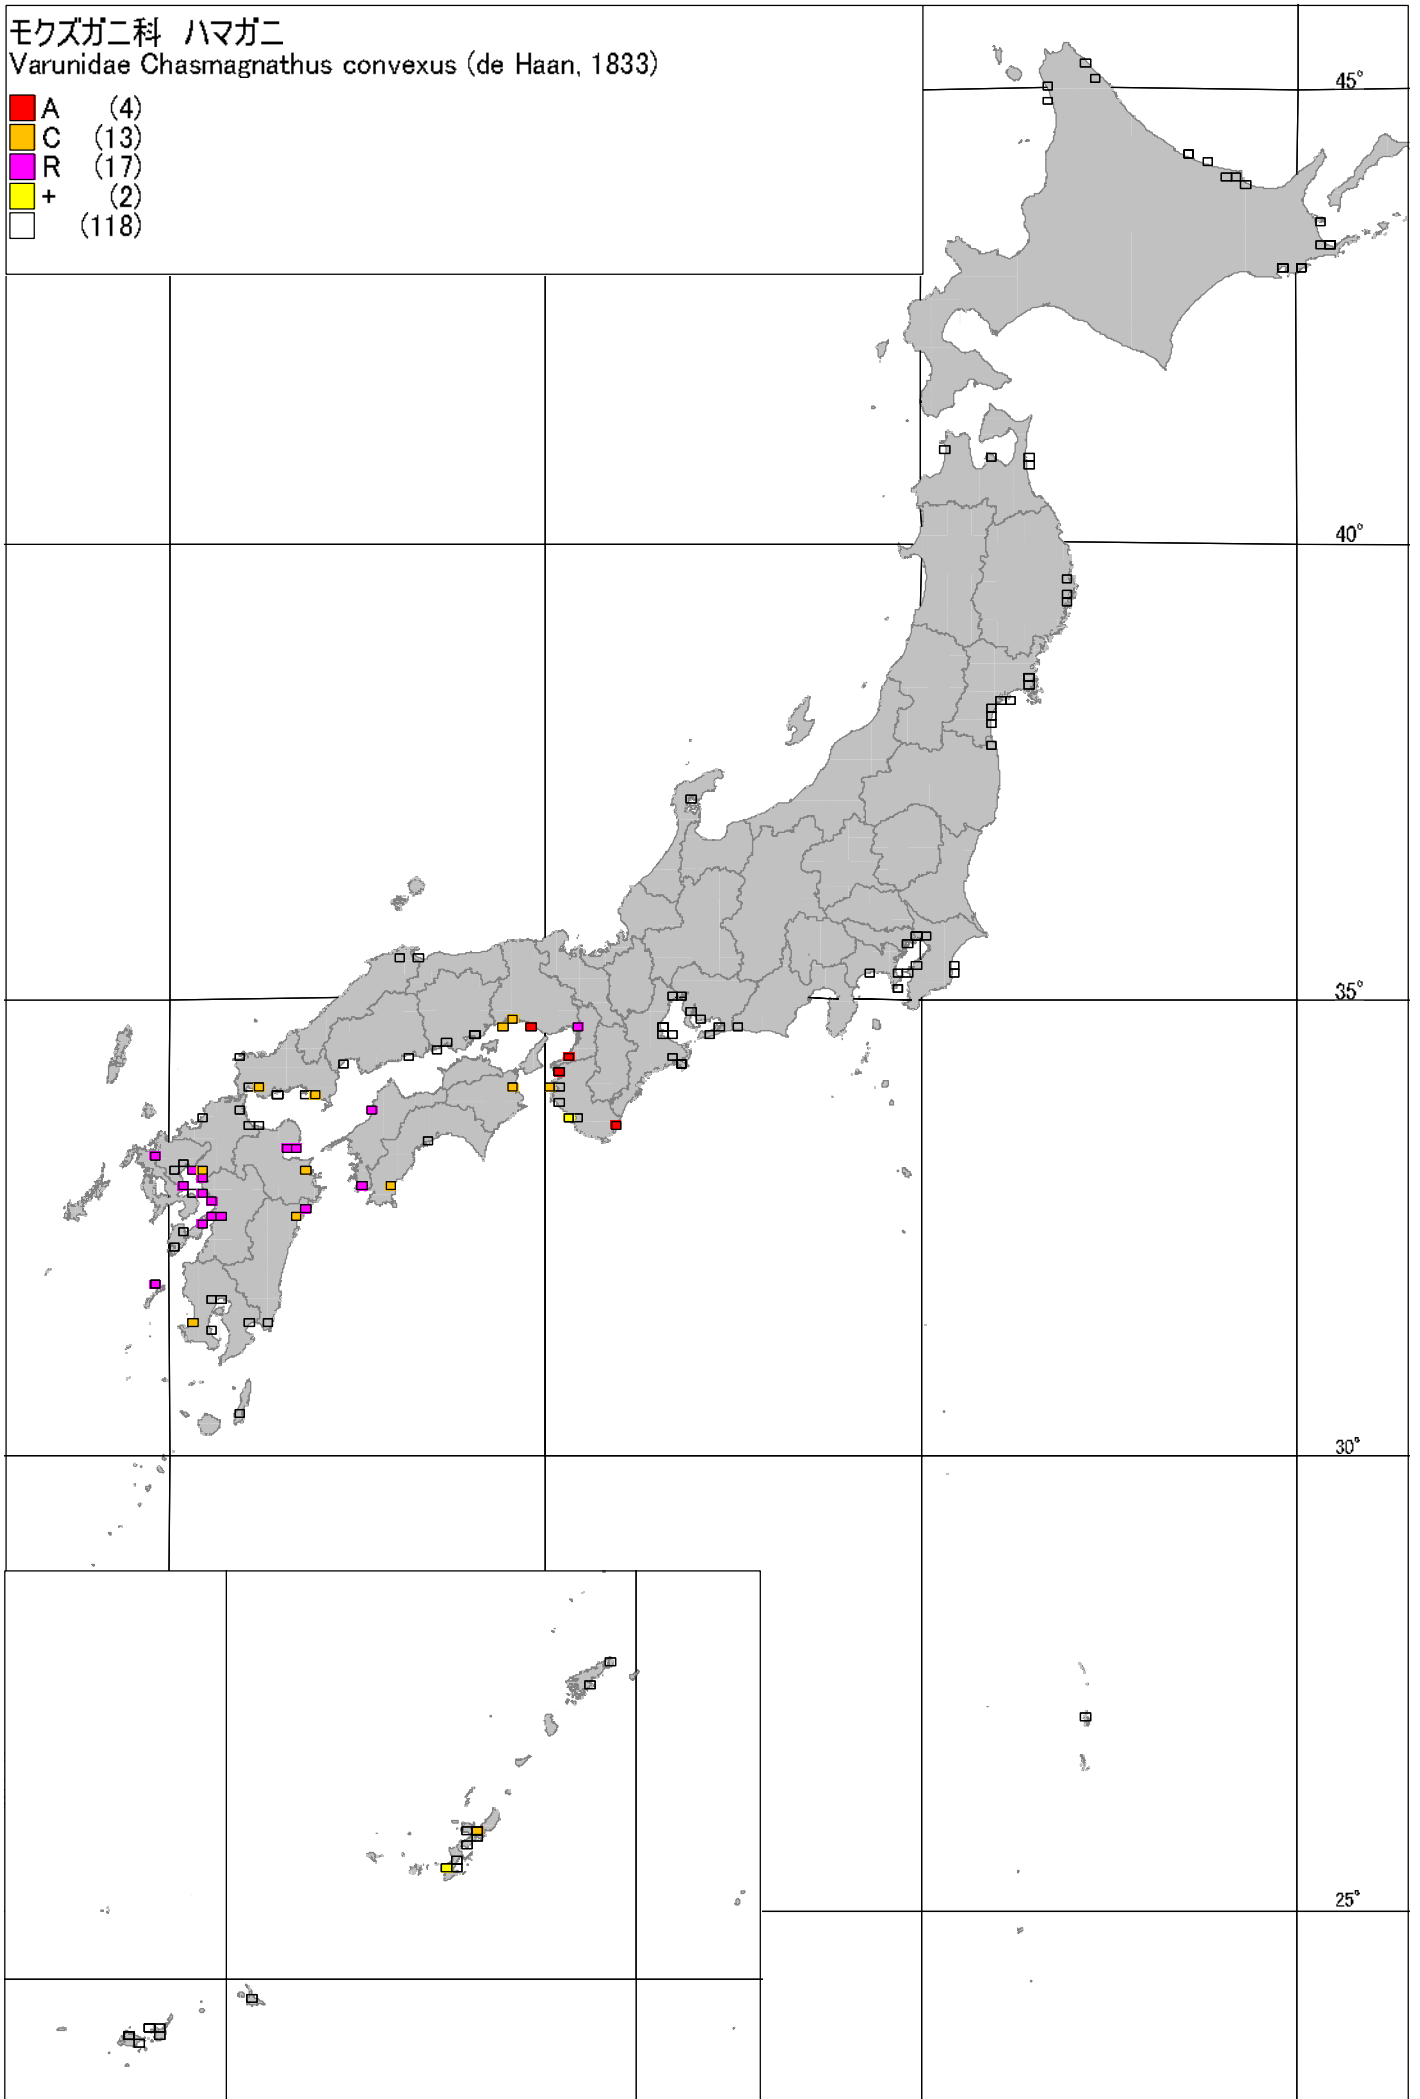 モクズガニ科　ハマガニ
Varunidae Chasmagnathus convexus (de Haan, 1833)
A (4)
C (13)
R (17)
+ (2)
(118)
45°
40°
35°
30°
25°